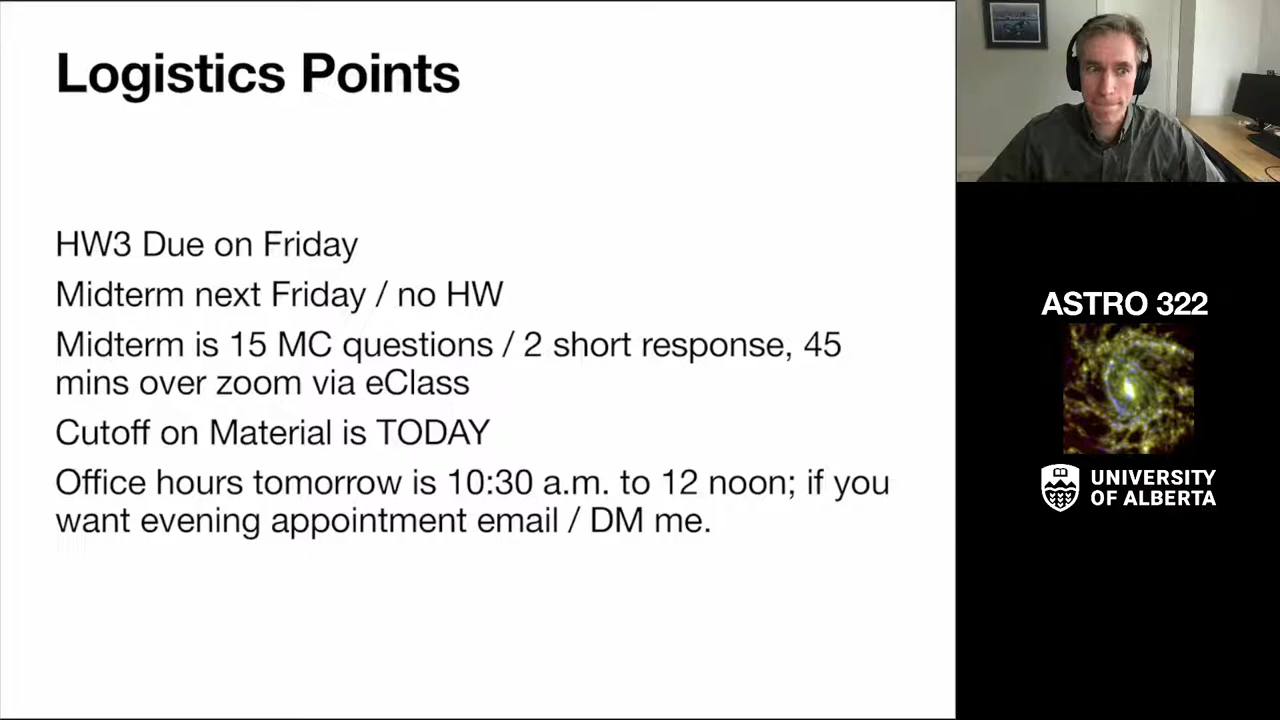 Logistics Points
HW3 Due on Friday
Midterm next Friday / no HW
Midterm is 15 MC questions / 2 short response, 45
mins over zoom via eClass
Cutoff on Material is TODAY
Office hours tomorrow is 10:30 a.m. to 12 noon; if you
want evening appointment email / DM me.
ASTRO 322
UNIVERSITY
OF ALBERTA